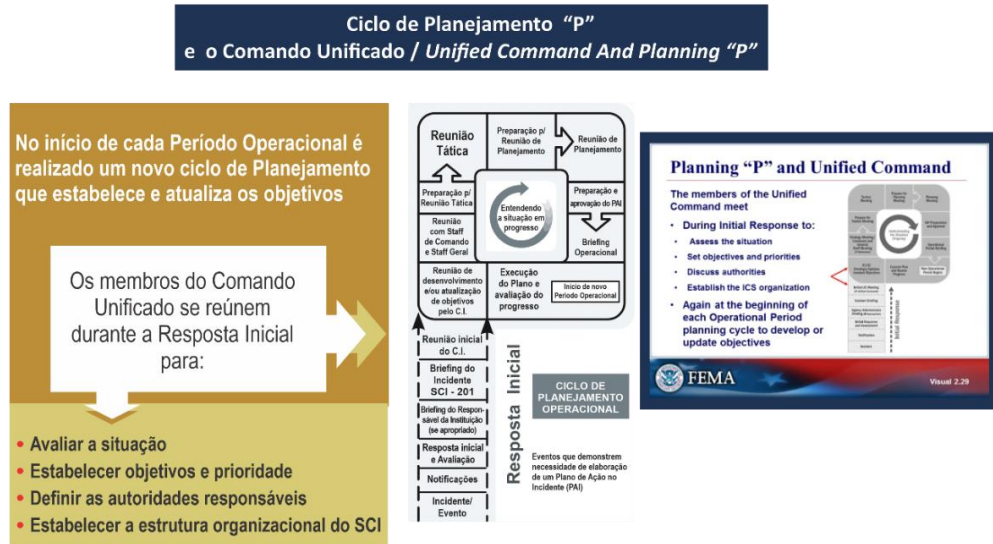 Ciclo de Planejamento “P”
e o Comando Unificado / Unified Command And Planning “P”
No início de cada Período Operacional é
realizado um novo ciclo de Planejamento
que estabelece e atualiza os objetivos
Os membros do Comando
Unificado se reúnem
durante a Resposta Inicial
para:
• Avaliar a situação
• Estabelecer objetivos e prioridade
• Definir as autoridades responsáveis
• Estabelecer a estrutura organizacional do SCI
Reunião
Tática
Preparação p/
Reunião de
Planejamento
Reunião de
Planejamento
Preparação p/
Reunião Tática
Entendendo
a situação em
progresso
Preparação e
aprovação do PAI
Reunião
com Staff
de Comando
e Staff Geral
Briefing
Operacional
Reunião de
desenvolvimento
e/ou atualização
de objetivos
pelo C.I.
Execução
do Plano e
avaliação do
progresso
Início de novo
Período Operacional
Reunião inicial
do C.I.
Briefing do
Incidente
SCI - 201
Briefing do Respon-
sável da Instituição
(se apropriado)
Resposta inicial
e Avaliação
Notificações
Incidente/
Evento
Resposta Inicial
CICLO DE
PLANEJAMENTO
OPERACIONAL
Eventos que demonstrem
necessidade de elaboração
de um Plano de Ação no
Incidente (PAI)
Planning “P” and Unified Command
The members of the Unified
Command meet
• During Initial Response to:
• Assess the situation
• Set objectives and priorities
• Discuss authorities
• Establish the ICS organization
• Again at the beginning of
each Operational Period
planning cycle to develop or
update objectives
Initial Response
FEMA
Visual 2.29